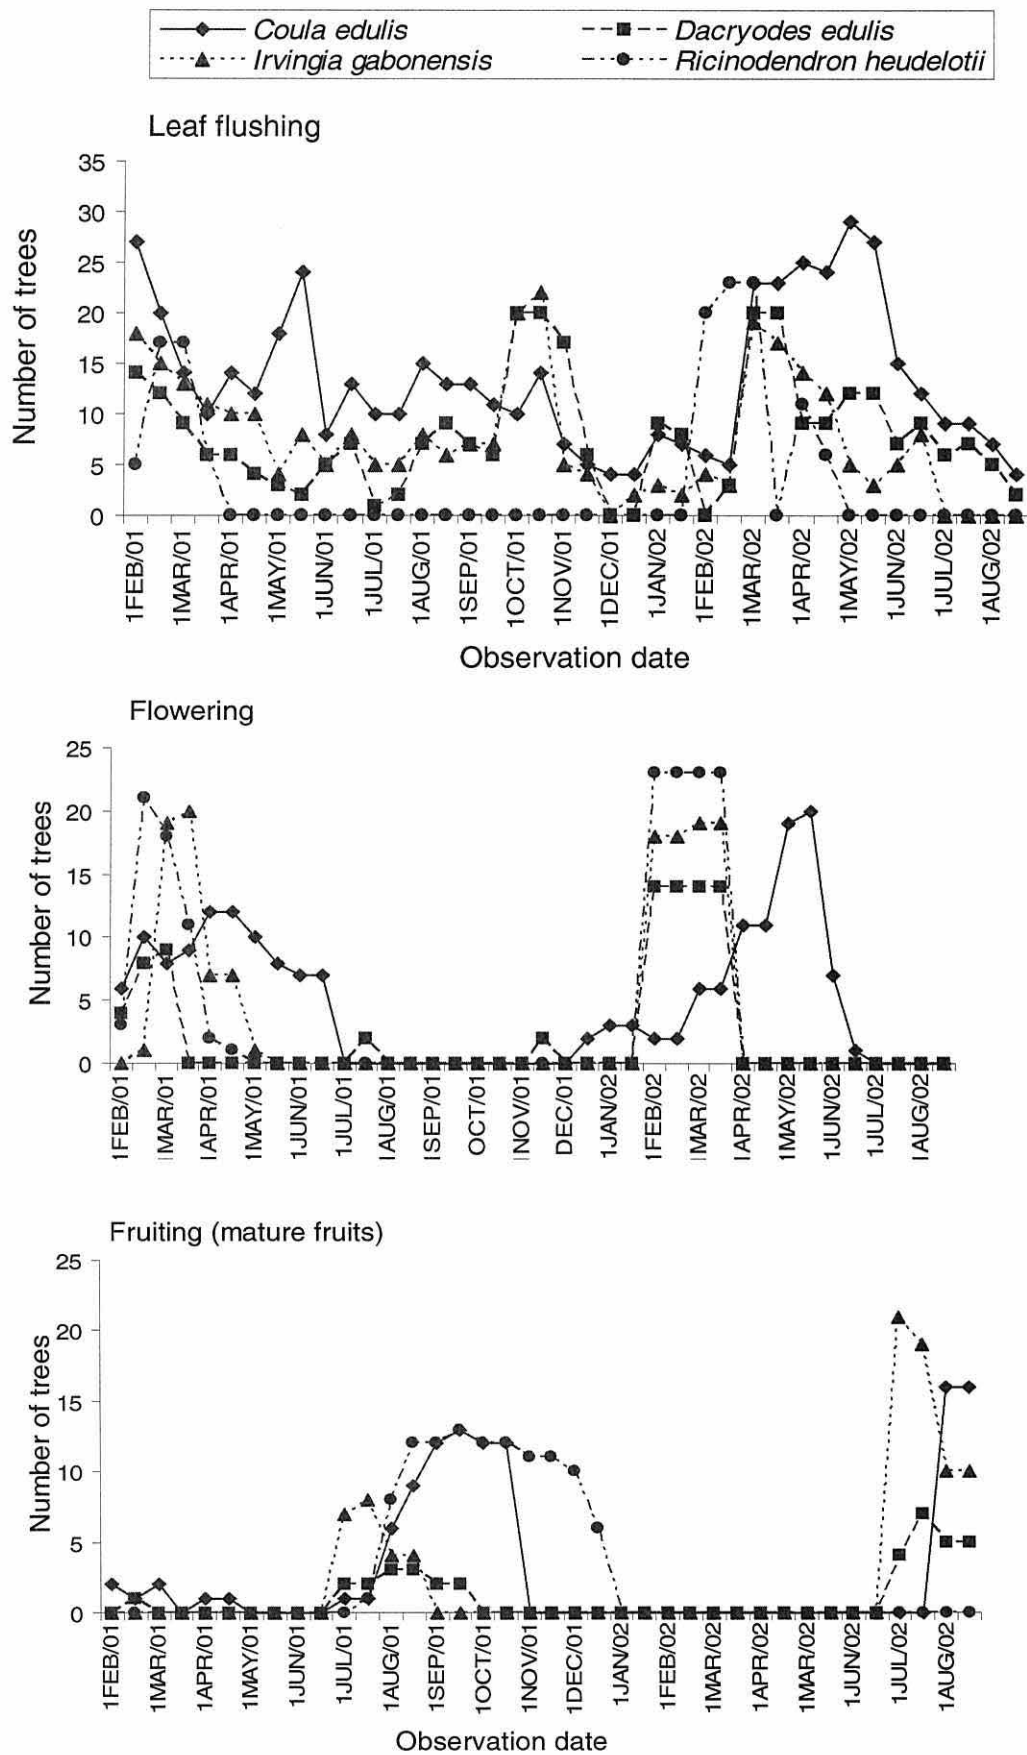 Coula edulis
Dacryodes edulis
Irvingia gabonensis
Ricinodendron heudelotii
Leaf flushing
Number of trees
35
30
25
20
15
10
5
0
1FEB/01
1MAR/01
1APR/01
1MAY/01
1JUN/01
1JUL/01
1AUG/01
1SEP/01
1OCT/01
1NOV/01
1DEC/01
1JAN/02
1FEB/02
1MAR/02
1APR/02
1MAY/02
1JUN/02
1JUL/02
1AUG/02
Observation date
Flowering
Number of trees
25
20
15
10
5
0
1FEB/01
1MAR/01
1APR/01
1MAY/01
1JUN/01
1JUL/01
1AUG/01
1SEP/01
OCT/01
1NOV/01
DEC/01
1JAN/02
1FEB/02
1MAR/02
1APR/02
1MAY/02
1JUN/02
1JUL/02
1AUG/02
Fruiting (mature fruits)
Number of trees
25
20
15
10
5
0
1FEB/01
1MAR/01
1APR/01
1MAY/01
1JUN/01
1JUL/01
1AUG/01
1SEP/01
1OCT/01
1NOV/01
1DEC/01
1JAN/02
1FEB/02
1MAR/02
1APR/02
1MAY/02
1JUN/02
1JUL/02
1AUG/02
Observation date